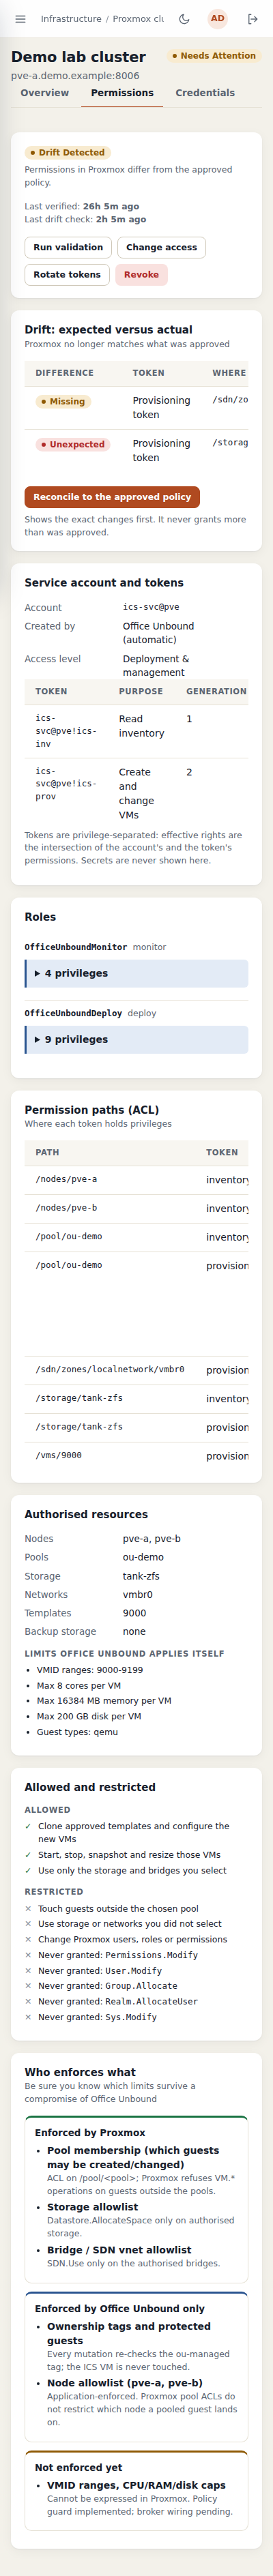 Infrastructure / Proxmox clu
AD
Demo lab cluster
Needs Attention
pve-a.demo.example:8006
Overview Permissions Credentials
Drift Detected
Permissions in Proxmox differ from the approved
policy.
Last verified: 26h 5m ago
Last drift check: 2h 5m ago
Run validation Change access
Rotate tokens Revoke
Drift: expected versus actual
Proxmox no longer matches what was approved
DIFFERENCE TOKEN WHERE
Missing Provisioning /sdn/zo
token
Unexpected Provisioning /storag
token
Reconcile to the approved policy
Shows the exact changes first. It never grants more
than was approved.
Service account and tokens
Account ics-svc@pve
Created by Office Unbound
(automatic)
Access level Deployment &
management
TOKEN PURPOSE GENERATION
ics- Read 1
svc@pve!ics- inventory
inv
ics- Create 2
svc@pve!ics- and
prov change
VMs
Tokens are privilege-separated: effective rights are
the intersection of the account's and the token's
permissions. Secrets are never shown here.
Roles
OfficeUnboundMonitor monitor
4 privileges
OfficeUnboundDeploy deploy
9 privileges
Permission paths (ACL)
Where each token holds privileges
PATH TOKEN
/nodes/pve-a inventory
/nodes/pve-b inventory
/pool/ou-demo inventory
/pool/ou-demo provision
/sdn/zones/localnetwork/vmbr0 provision
/storage/tank-zfs inventory
/storage/tank-zfs provision
/vms/9000 provision
Authorised resources
Nodes pve-a, pve-b
Pools ou-demo
Storage tank-zfs
Networks vmbr0
Templates 9000
Backup storage none
LIMITS OFFICE UNBOUND APPLIES ITSELF
• VMID ranges: 9000-9199
• Max 8 cores per VM
• Max 16384 MB memory per VM
• Max 200 GB disk per VM
• Guest types: qemu
Allowed and restricted
ALLOWED
✓ Clone approved templates and configure the
new VMs
✓ Start, stop, snapshot and resize those VMs
✓ Use only the storage and bridges you select
RESTRICTED
✕ Touch guests outside the chosen pool
✕ Use storage or networks you did not select
✕ Change Proxmox users, roles or permissions
✕ Never granted: Permissions.Modify
✕ Never granted: User.Modify
✕ Never granted: Group.Allocate
✕ Never granted: Realm.AllocateUser
✕ Never granted: Sys.Modify
Who enforces what
Be sure you know which limits survive a
compromise of Office Unbound
Enforced by Proxmox
• Pool membership (which guests
may be created/changed)
ACL on /pool/<pool>; Proxmox refuses VM.*
operations on guests outside the pools.
• Storage allowlist
Datastore.AllocateSpace only on authorised
storage.
• Bridge / SDN vnet allowlist
SDN.Use only on the authorised bridges.
Enforced by Office Unbound only
• Ownership tags and protected
guests
Every mutation re-checks the ou-managed
tag; the ICS VM is never touched.
• Node allowlist (pve-a, pve-b)
Application-enforced. Proxmox pool ACLs do
not restrict which node a pooled guest lands
on.
Not enforced yet
• VMID ranges, CPU/RAM/disk caps
Cannot be expressed in Proxmox. Policy
guard implemented; broker wiring pending.